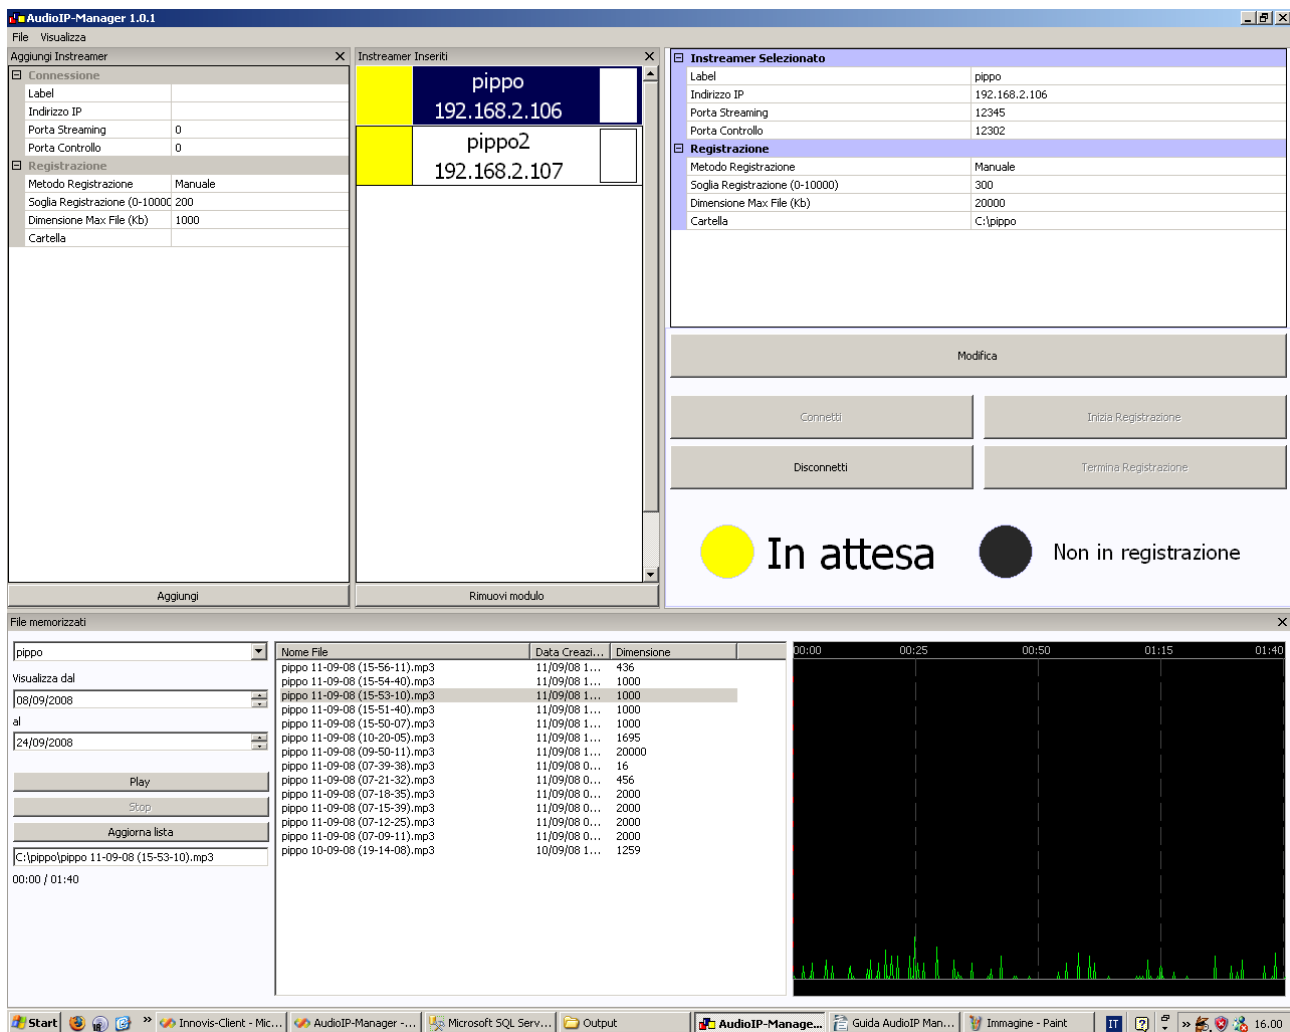 AudioIP-Manager 1.0.1
File Visualizza
Aggiungi Instreamer
Connessione
Label
Indirizzo IP
Porta Streaming 0
Porta Controllo 0
Registrazione
Metodo Registrazione Manuale
Soglia Registrazione (0-1000 200
Dimensione Max File (Kb) 1000
Cartella
Aggiungi
Instreamer Inseriti
pippo
192.168.2.106
pippo2
192.168.2.107
Rimuovi modulo
Instreamer Selezionato
Label pippo
Indirizzo IP 192.168.2.106
Porta Streaming 12345
Porta Controllo 12302
Registrazione
Metodo Registrazione Manuale
Soglia Registrazione (0-10000) 300
Dimensione Max File (Kb) 20000
Cartella C:\pippo
Modifica
Connetti Inizia Registrazione
Disconnetti Termina Registrazione
In attesa Non in registrazione
File memorizzati
pippo
Visualizza dal
08/09/2008
al
24/09/2008
Play
Stop
Aggiorna lista
C:\pippo\pippo 11-09-08 (15-53-10).mp3
00:00 / 01:40
Nome File Data Creazi... Dimensione
pippo 11-09-08 (15-56-11).mp3 11/09/08 1... 436
pippo 11-09-08 (15-54-40).mp3 11/09/08 1... 1000
pippo 11-09-08 (15-53-10).mp3 11/09/08 1... 1000
pippo 11-09-08 (15-51-40).mp3 11/09/08 1... 1000
pippo 11-09-08 (15-50-07).mp3 11/09/08 1... 1000
pippo 11-09-08 (10-20-05).mp3 11/09/08 1... 1695
pippo 11-09-08 (09-50-11).mp3 11/09/08 1... 20000
pippo 11-09-08 (07-39-38).mp3 11/09/08 0... 16
pippo 11-09-08 (07-21-32).mp3 11/09/08 0... 456
pippo 11-09-08 (07-18-35).mp3 11/09/08 0... 2000
pippo 11-09-08 (07-15-39).mp3 11/09/08 0... 2000
pippo 11-09-08 (07-12-25).mp3 11/09/08 0... 2000
pippo 11-09-08 (07-09-11).mp3 11/09/08 0... 2000
pippo 10-09-08 (19-14-08).mp3 10/09/08 1... 1259
00:00 00:25 00:50 01:15 01:40
Start » Innovis-Client - Mic... AudioIP-Manager -... Microsoft SQL Serv... Output AudioIP-Manage... Guida AudioIP Man... Immagine - Paint IT ? » 16.00